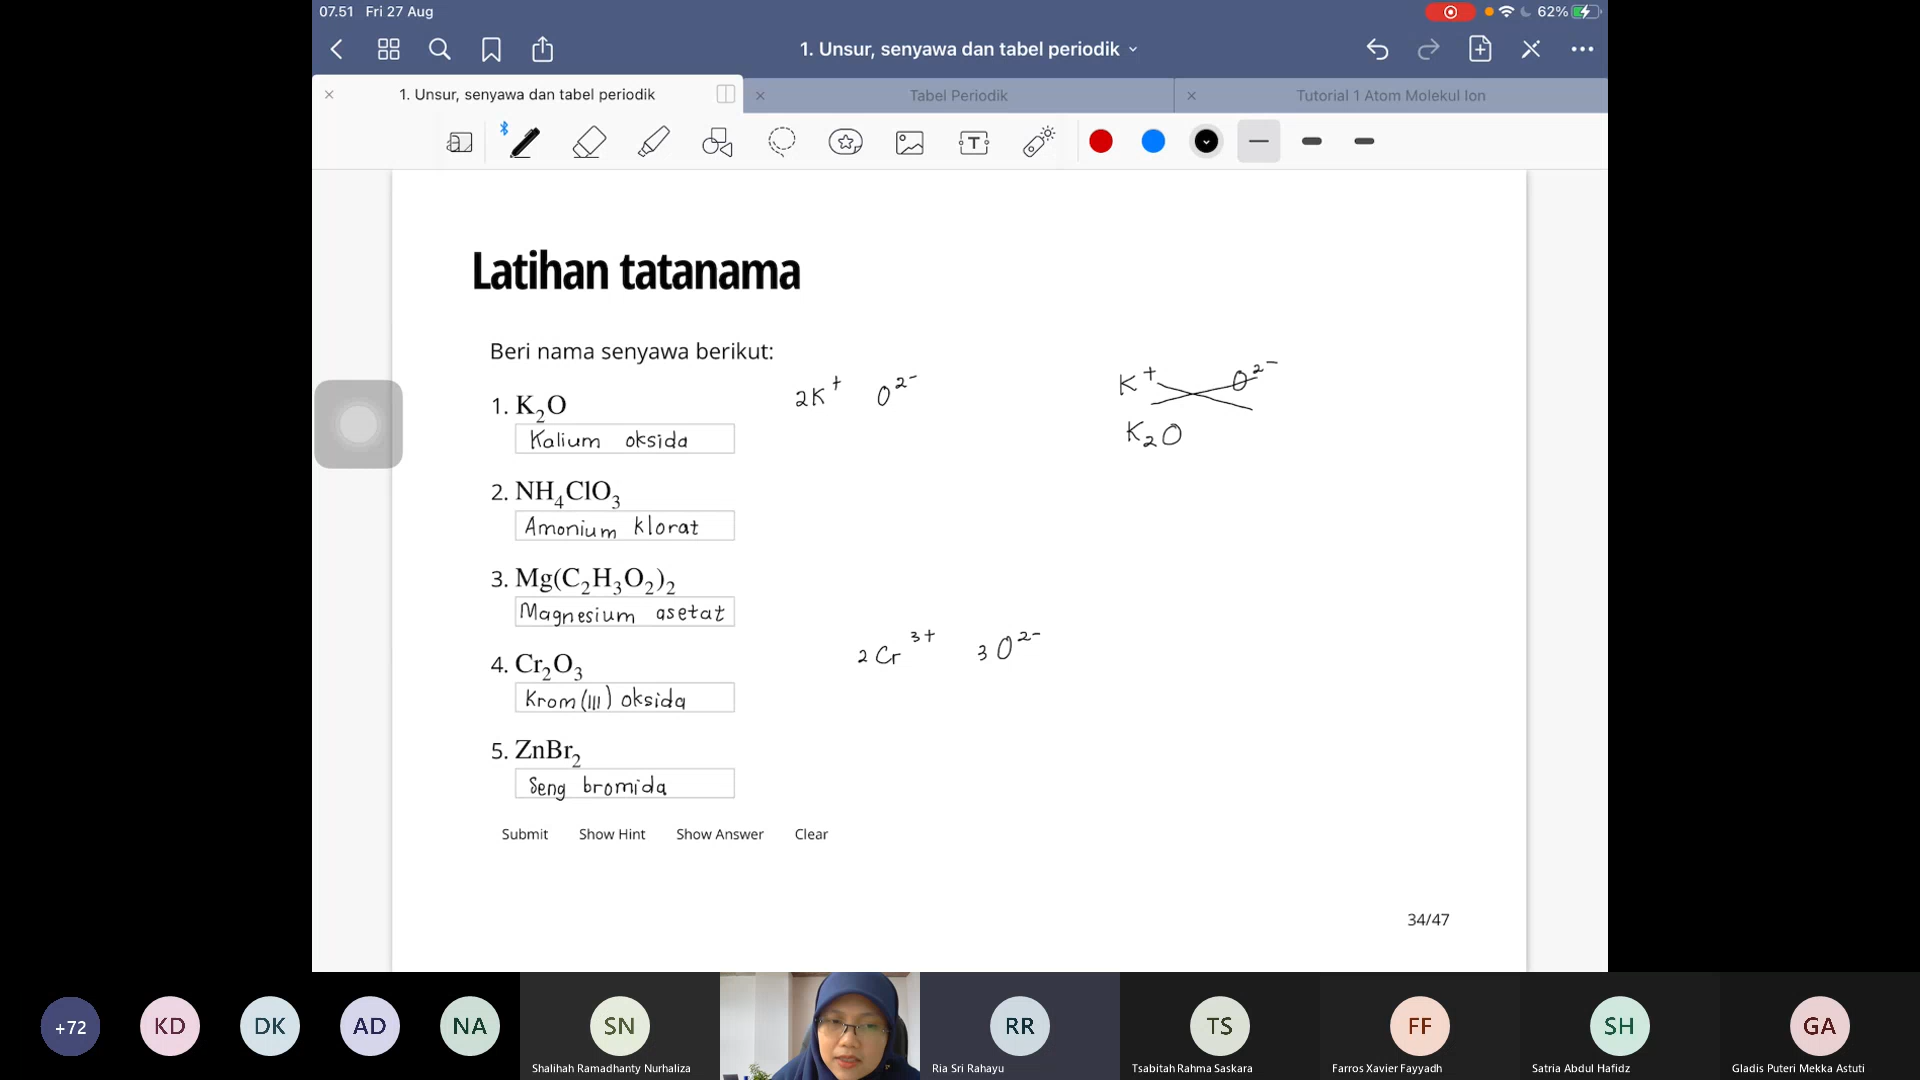 07.51 Fri 27 Aug
62%
1. Unsur, senyawa dan tabel periodik
1. Unsur, senyawa dan tabel periodik
Tabel Periodik
Tutorial 1 Atom Molekul Ion
T
Latihan tatanama
Beri nama senyawa berikut:
1. K₂O
2K⁺ O²⁻
K⁺ O²⁻
K₂O
Kalium oksida
2. NH₄ClO₃
Amonium klorat
3. Mg(C₂H₃O₂)₂
Magnesium asetat
4. Cr₂O₃
2Cr³⁺ 3O²⁻
Krom(III) oksida
5. ZnBr₂
Seng bromida
Submit Show Hint Show Answer Clear
34/47
+72 KD DK AD NA SN RR TS FF SH GA
Shalihah Ramadhanty Nurhaliza
Ria Sri Rahayu
Tsabitah Rahma Saskara
Farros Xavier Fayyadh
Satria Abdul Hafidz
Gladis Puteri Mekka Astuti